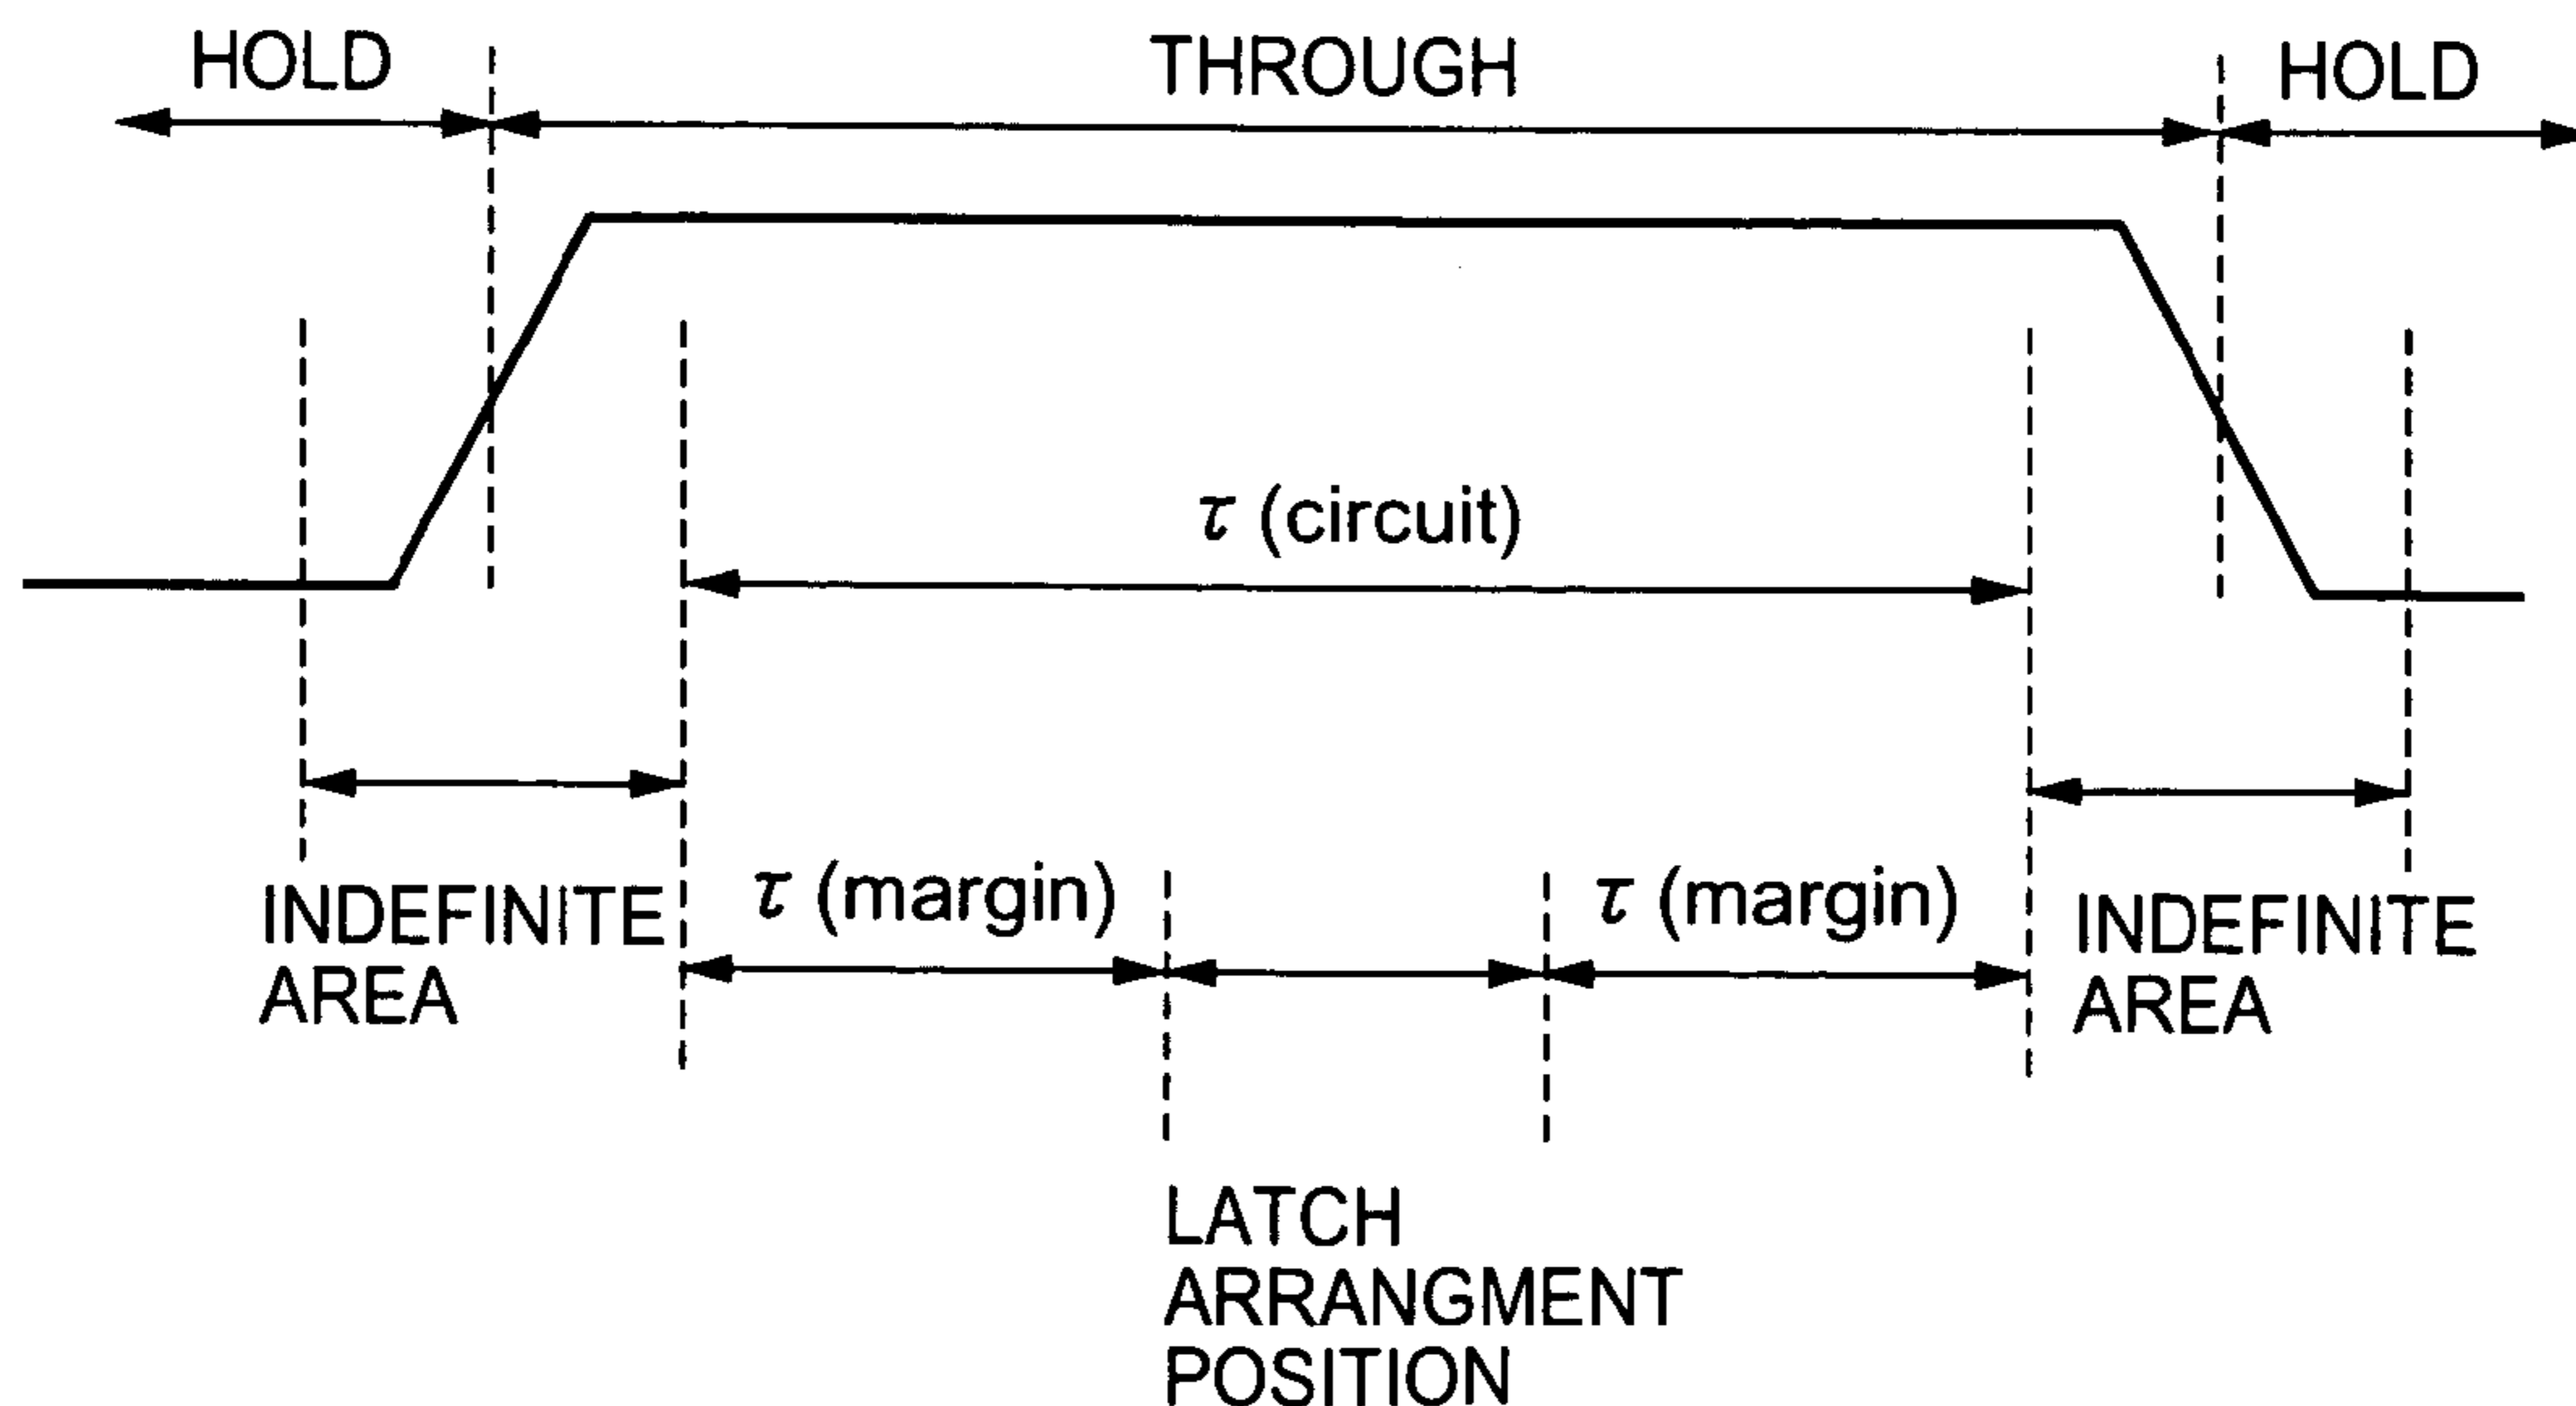 HOLD THROUGH HOLD
τ (circuit)
τ (margin) τ (margin)
INDEFINITE
AREA
INDEFINITE
AREA
LATCH
ARRANGMENT
POSITION